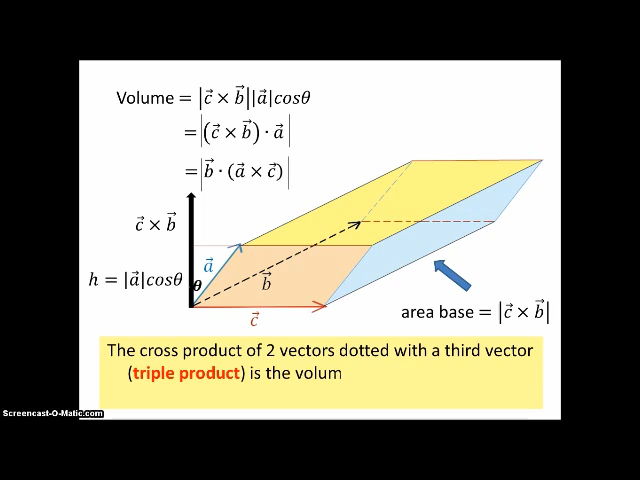 Volume = |c⃗ × b⃗||a⃗|cosθ
= |(c⃗ × b⃗) · a⃗|
= |b⃗ · (a⃗ × c⃗)|
c⃗ × b⃗
h = |a⃗|cosθ
θ
a⃗
b⃗
c⃗
area base = |c⃗ × b⃗|
The cross product of 2 vectors dotted with a third vector
(triple product) is the volum
Screencast-O-Matic.com